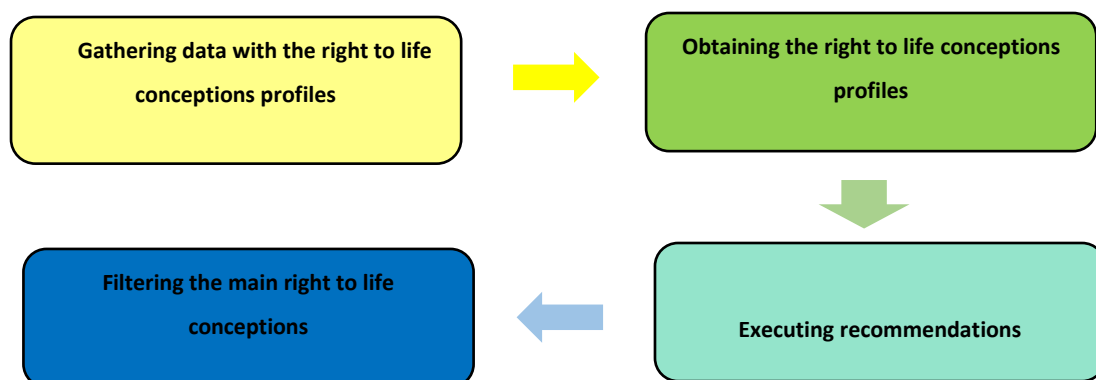 Gathering data with the right to life
conceptions profiles
Obtaining the right to life conceptions
profiles
Filtering the main right to life
conceptions
Executing recommendations